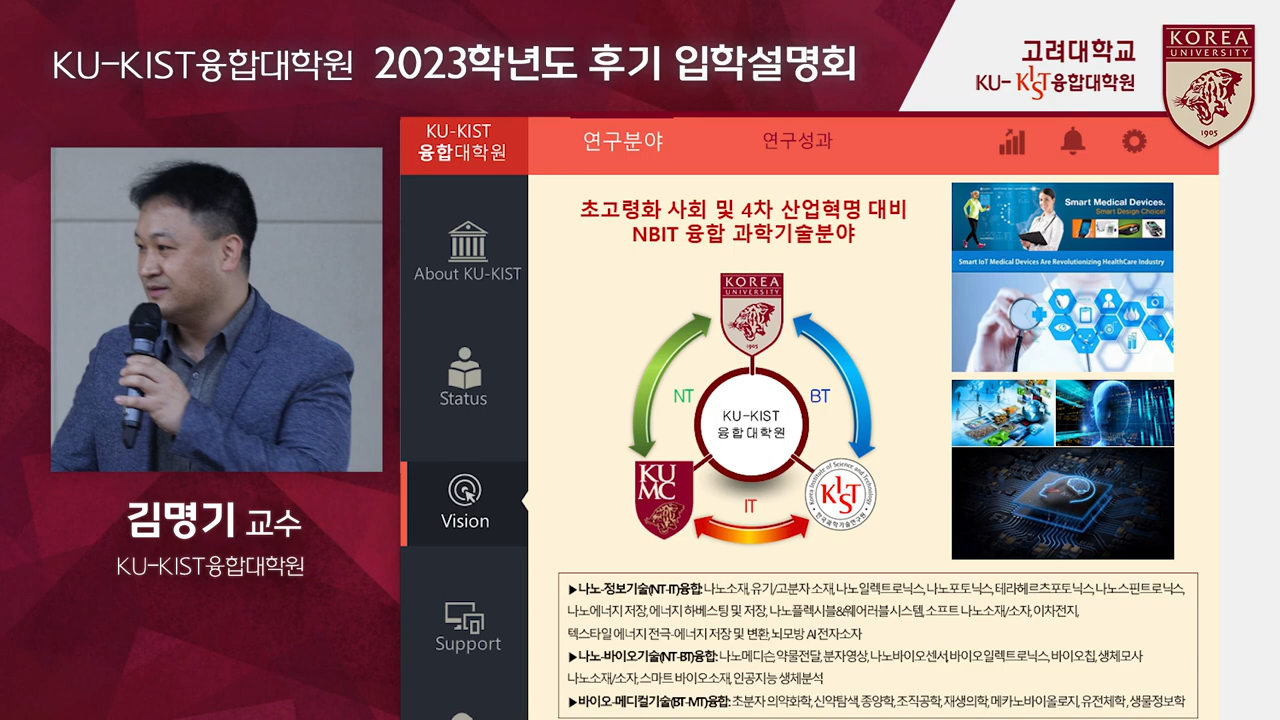 KU-KIST융합대학원 2023학년도 후기 입학설명회
고려대학교
KU-KIST융합대학원
KOREA
UNIVERSITY
1905
김명기 교수
KU-KIST융합대학원
KU-KIST
융합대학원
연구분야
연구성과
About KU-KIST
Status
Vision
Support
초고령화 사회 및 4차 산업혁명 대비
NBIT 융합 과학기술분야
KOREA
UNIVERSITY
1905
NT
BT
KU-KIST
융합대학원
IT
KU
MC
Korea Institute of Science and Technology
KIST
한국과학기술연구원
Smart Medical Devices.
Smart Design Choice!
Smart IoT Medical Devices Are Revolutionizing HealthCare Industry
▶나노-정보기술(NT-IT)융합: 나노소재, 유기/고분자 소재, 나노일렉트로닉스, 나노포토닉스, 테라헤르츠포토닉스, 나노스핀트로닉스,
나노에너지 저장, 에너지 하베스팅 및 저장, 나노플렉시블&웨어러블 시스템, 소프트 나노소재/소자, 이차전지,
텍스타일 에너지 전극-에너지 저장 및 변환, 뇌모방 AI 전자소자
▶나노-바이오기술(NT-BT)융합: 나노메디슨 약물전달, 분자영상, 나노바이오센서, 바이오일렉트로닉스, 바이오칩, 생체모사
나노소재/소자, 스마트 바이오소재, 인공지능 생체분석
▶바이오-메디컬기술(BT-MT)융합: 초분자 의약화학, 신약탐색, 종양학, 조직공학, 재생의학, 메카노바이올로지, 유전체학, 생물정보학